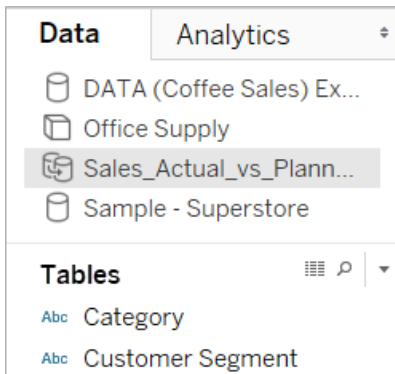 Data Analytics
DATA (Coffee Sales) Ex...
Office Supply
Sales_Actual_vs_Plann...
Sample - Superstore
Tables
Abc Category
Abc Customer Segment